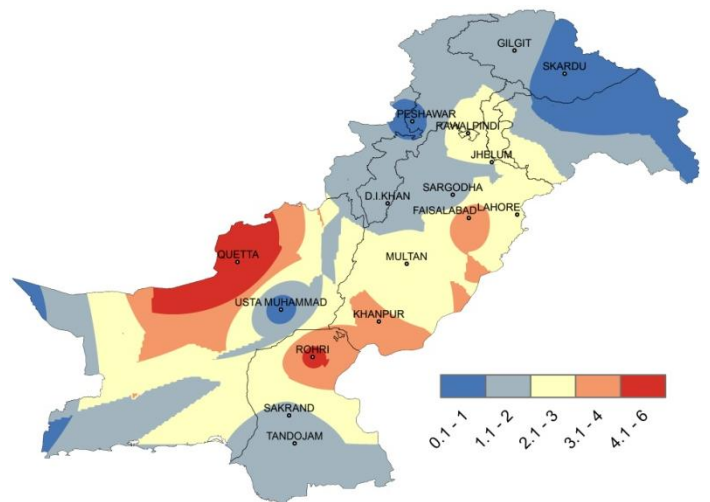 GILGIT
SKARDU
PESHAWAR
RAWALPINDI
JHELUM
SARGODHA
D.I.KHAN
LAHORE
FAISALABAD
QUETTA
MULTAN
USTA MUHAMMAD
KHANPUR
ROHRI
SAKRAND
TANDOJAM
0.1 - 1
1.1 - 2
2.1 - 3
3.1 - 4
4.1 - 6